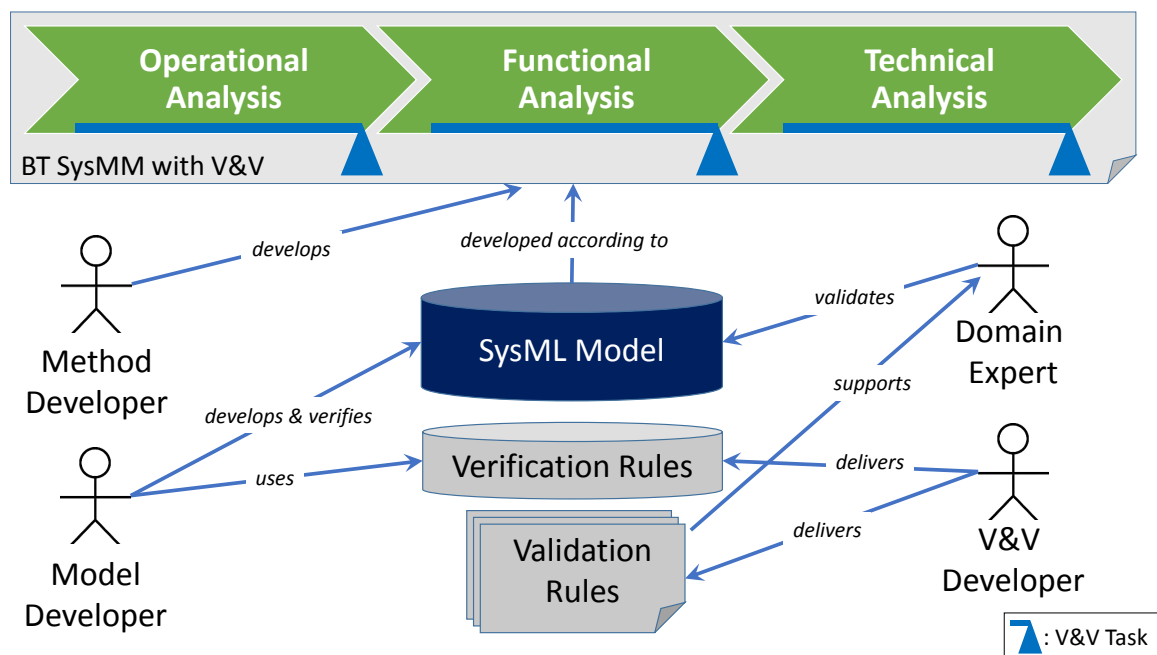 Operational
Analysis
Functional
Analysis
Technical
Analysis
BT SysMM with V&V
develops
developed according to
validates
Method
Developer
SysML Model
Domain
Expert
supports
develops & verifies
uses
Verification Rules
delivers
delivers
Model
Developer
Validation
Rules
V&V
Developer
: V&V Task